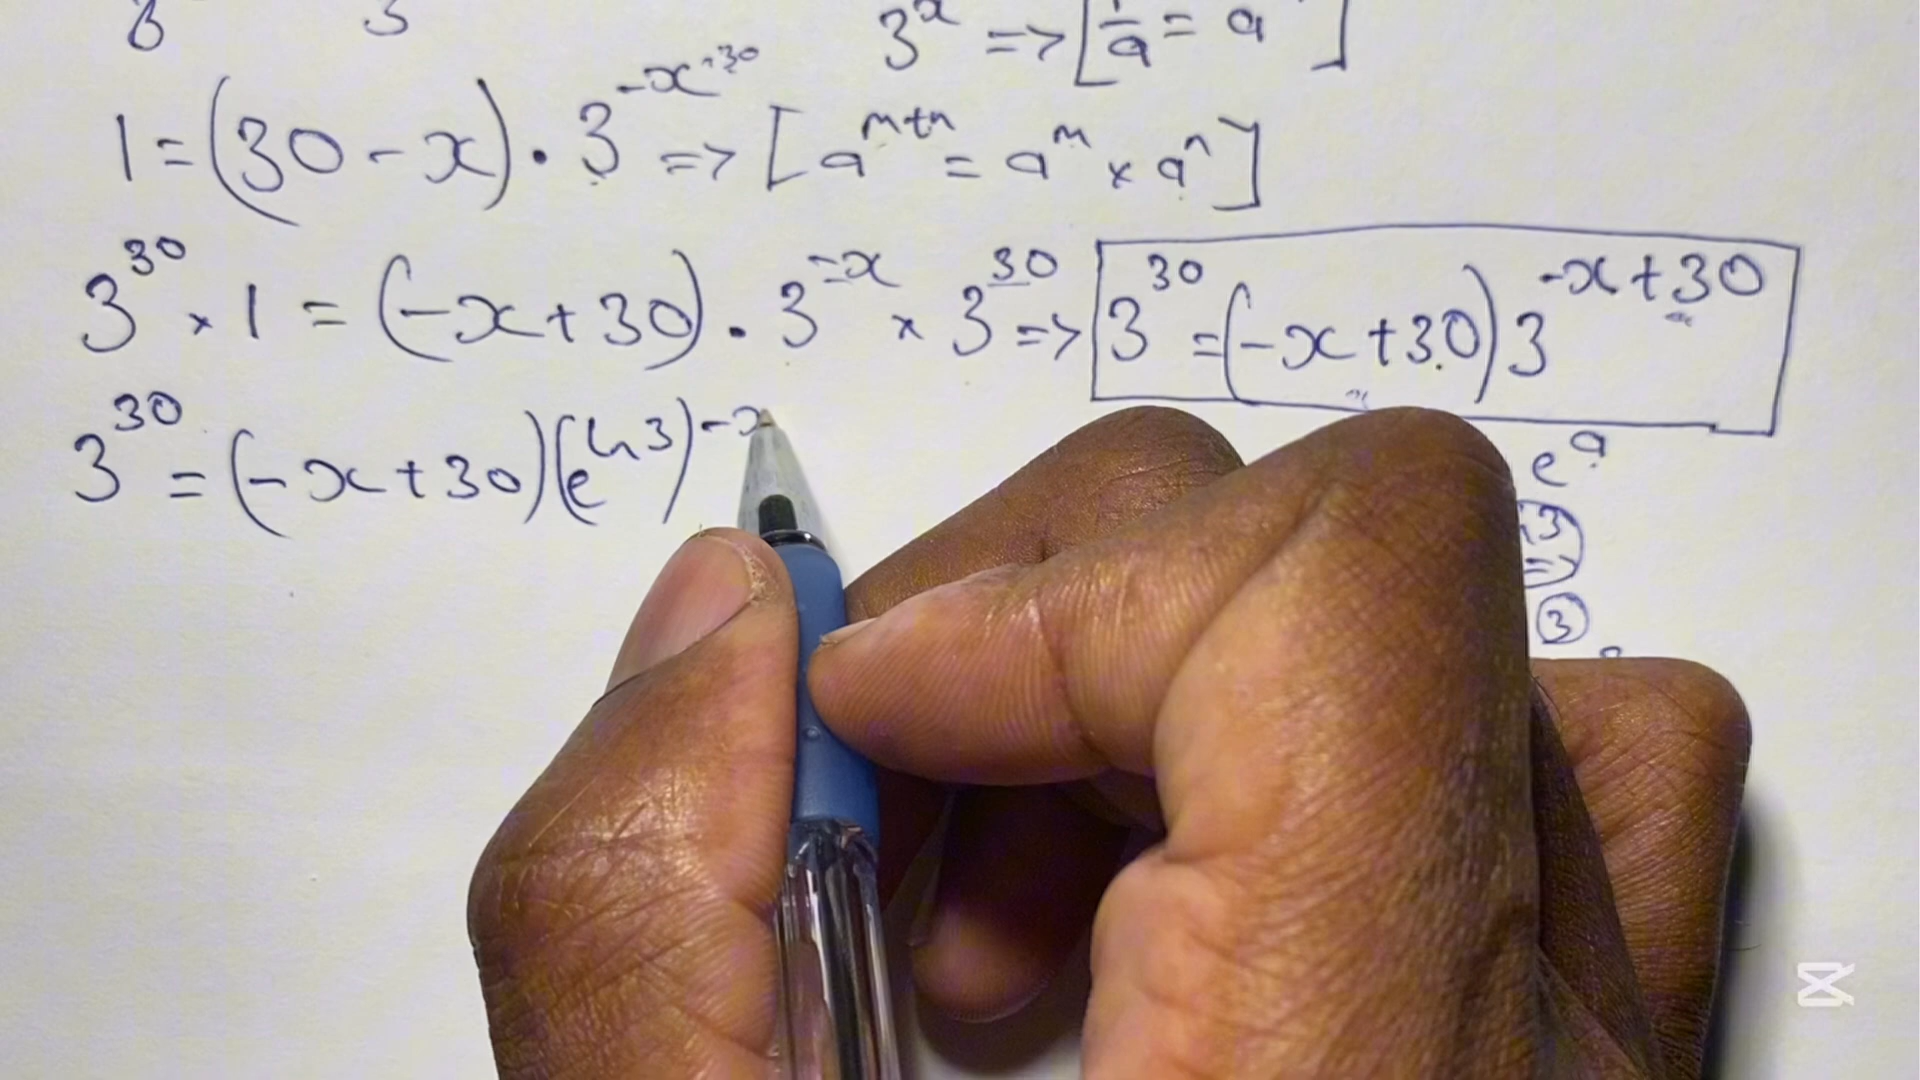 3^x => [1/a = a ]
1 = (30 - x) · 3^-x+30 => [a^m+n = a^m × a^n]
3^30 × 1 = (-x + 30) · 3^-x × 3^30 => 3^30 = (-x + 30) 3^-x+30
3^30 = (-x + 30)(e^ln3)^-x
e^a
3